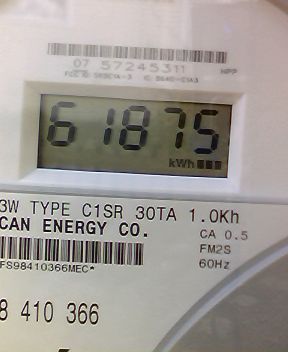 07 57245311
61875
kWh
3W TYPE C1SR 30TA 1.0Kh
CAN ENERGY CO.
CA 0.5
FM2S
60Hz
FS98410366MEC*
8 410 366